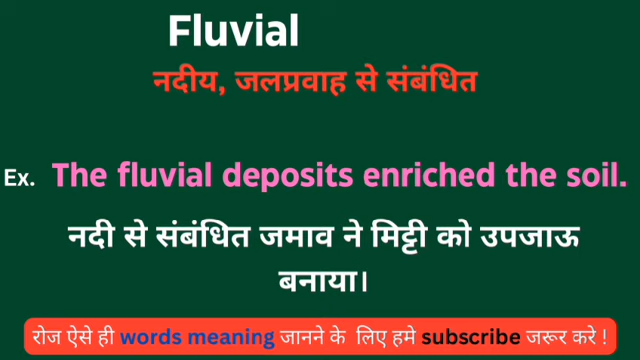 Fluvial
नदीय, जलप्रवाह से संबंधित
Ex. The fluvial deposits enriched the soil.
नदी से संबंधित जमाव ने मिट्टी को उपजाऊ
बनाया।
रोज ऐसे ही words meaning जानने के लिए हमे subscribe जरूर करे !